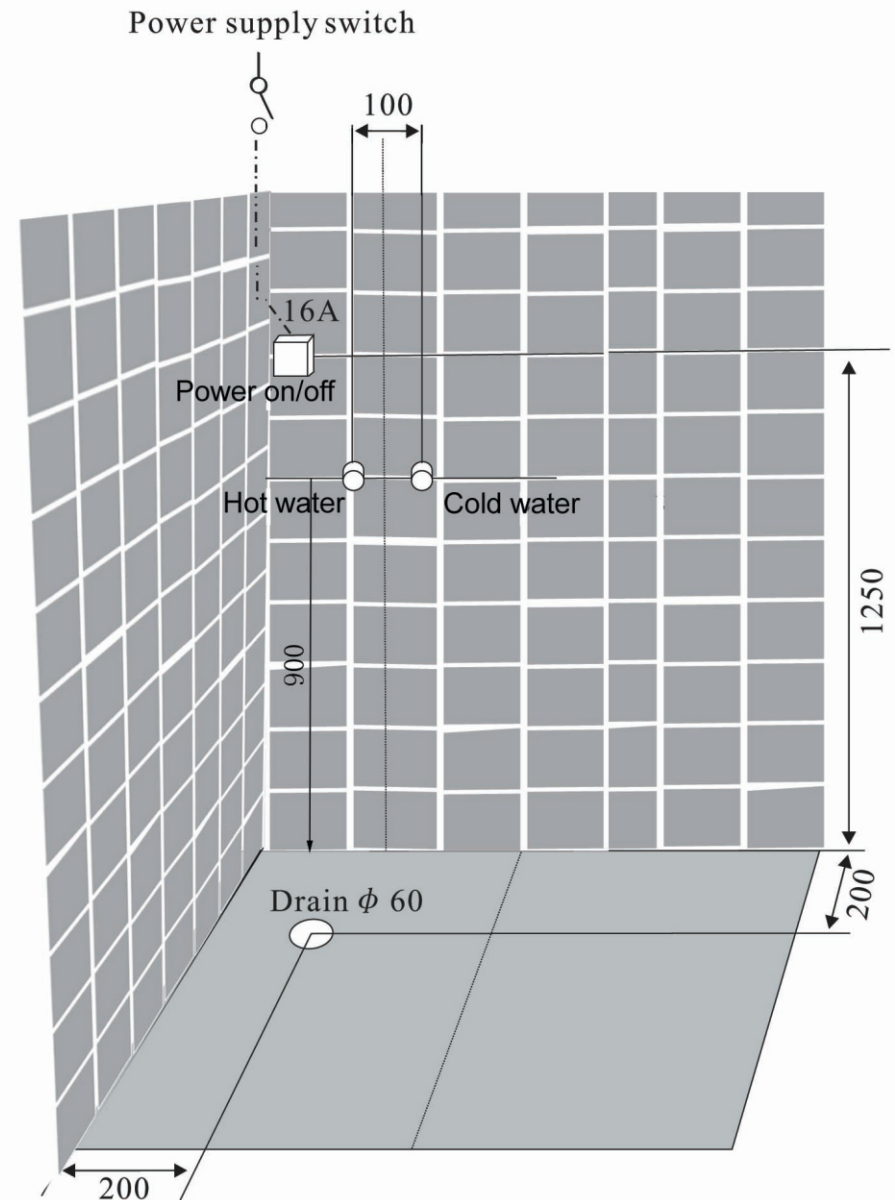 Power supply switch
100
16A
Power on/off
Hot water
Cold water
900
1250
Drain ϕ 60
200
200